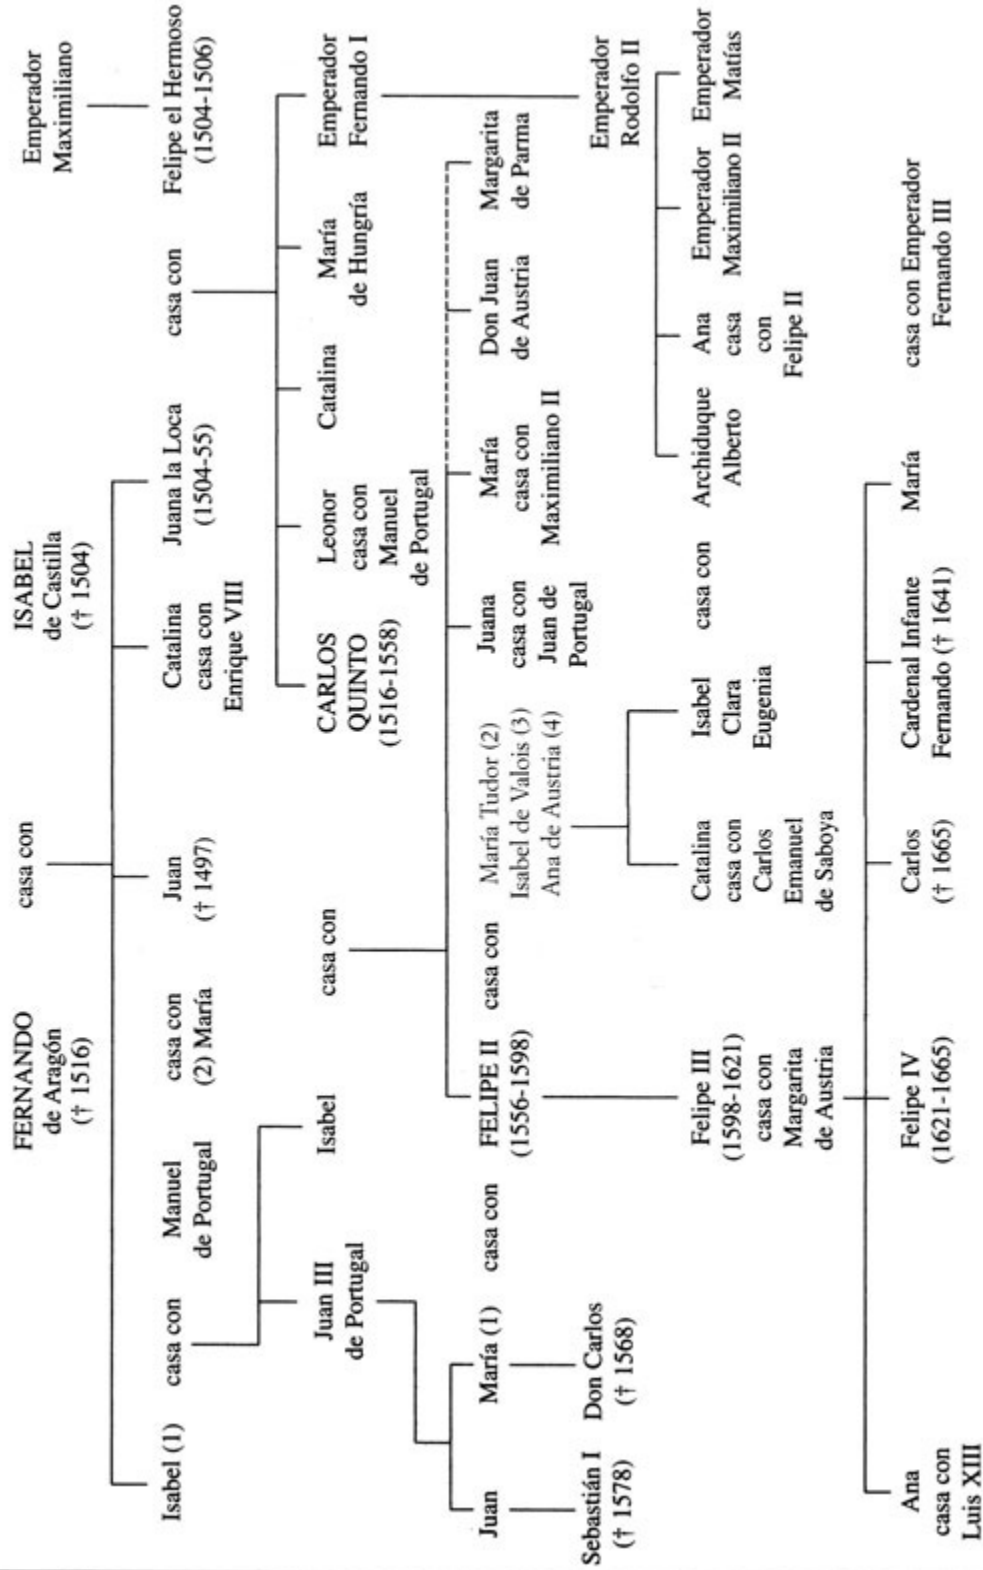 FERNANDO
de Aragón
(† 1516)
casa con
ISABEL
de Castilla
(† 1504)
Emperador
Maximiliano
Isabel (1)
casa con
Manuel
de Portugal
casa con
(2) María
Juan
(† 1497)
Catalina
casa con
Enrique VIII
Juana la Loca
(1504-55)
casa con
Felipe el Hermoso
(1504-1506)
Juan III
de Portugal
Isabel
casa con
CARLOS
QUINTO
(1516-1558)
Leonor
casa con
Manuel
de Portugal
Catalina
María
de Hungría
Emperador
Fernando I
Juan
María (1)
casa con
FELIPE II
(1556-1598)
casa con
María Tudor (2)
Isabel de Valois (3)
Ana de Austria (4)
Juana
casa con
Juan de
Portugal
María
casa con
Maximiliano II
Don Juan
de Austria
Margarita
de Parma
Sebastián I
(† 1578)
Don Carlos
(† 1568)
Emperador
Rodolfo II
Felipe III
(1598-1621)
casa con
Margarita
de Austria
Catalina
casa con
Carlos
Emanuel
de Saboya
Isabel
Clara
Eugenia
casa con
Archiduque
Alberto
Ana
casa
con
Felipe II
Emperador
Maximiliano II
Emperador
Matías
Ana
casa con
Luis XIII
Felipe IV
(1621-1665)
Carlos
(† 1665)
Cardenal Infante
Fernando († 1641)
María
casa con Emperador
Fernando III